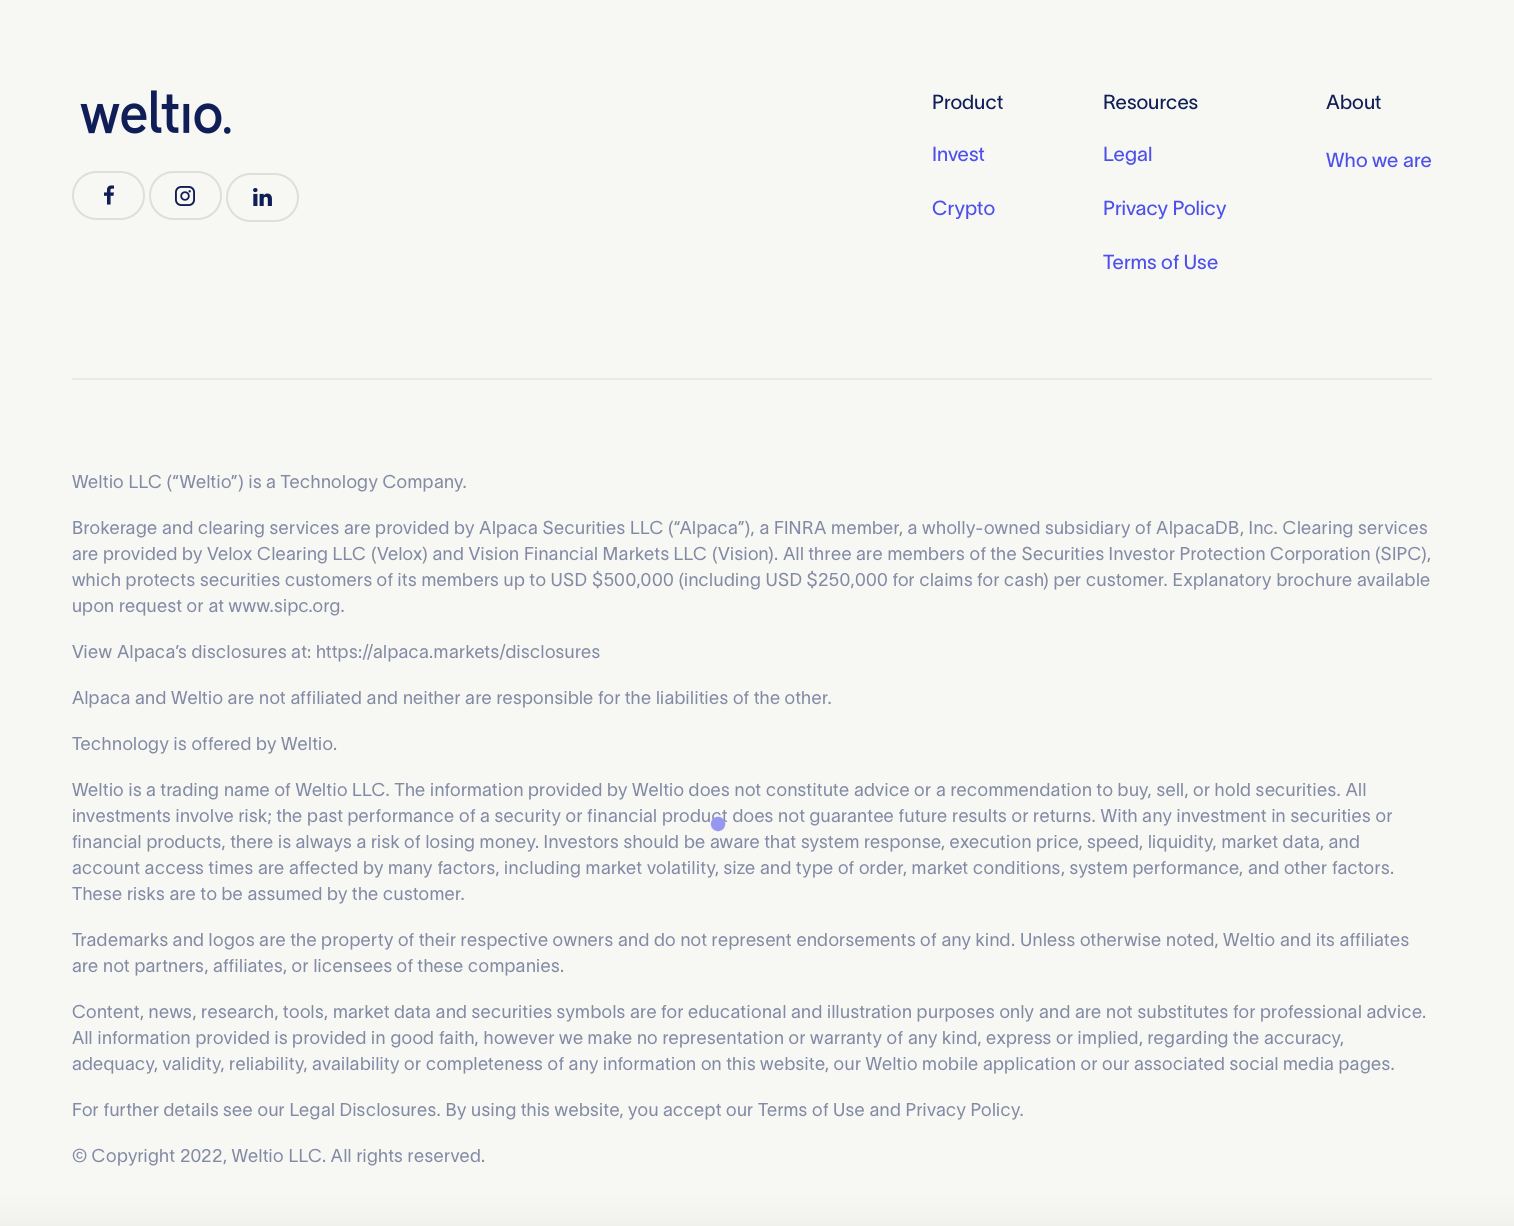 weltio.
Product
Invest
Crypto
Resources
Legal
Privacy Policy
Terms of Use
About
Who we are
Weltio LLC (“Weltio”) is a Technology Company.
Brokerage and clearing services are provided by Alpaca Securities LLC (“Alpaca”), a FINRA member, a wholly-owned subsidiary of AlpacaDB, Inc. Clearing services
are provided by Velox Clearing LLC (Velox) and Vision Financial Markets LLC (Vision). All three are members of the Securities Investor Protection Corporation (SIPC),
which protects securities customers of its members up to USD $500,000 (including USD $250,000 for claims for cash) per customer. Explanatory brochure available
upon request or at www.sipc.org.
View Alpaca’s disclosures at: https://alpaca.markets/disclosures
Alpaca and Weltio are not affiliated and neither are responsible for the liabilities of the other.
Technology is offered by Weltio.
Weltio is a trading name of Weltio LLC. The information provided by Weltio does not constitute advice or a recommendation to buy, sell, or hold securities. All
investments involve risk; the past performance of a security or financial product does not guarantee future results or returns. With any investment in securities or
financial products, there is always a risk of losing money. Investors should be aware that system response, execution price, speed, liquidity, market data, and
account access times are affected by many factors, including market volatility, size and type of order, market conditions, system performance, and other factors.
These risks are to be assumed by the customer.
Trademarks and logos are the property of their respective owners and do not represent endorsements of any kind. Unless otherwise noted, Weltio and its affiliates
are not partners, affiliates, or licensees of these companies.
Content, news, research, tools, market data and securities symbols are for educational and illustration purposes only and are not substitutes for professional advice.
All information provided is provided in good faith, however we make no representation or warranty of any kind, express or implied, regarding the accuracy,
adequacy, validity, reliability, availability or completeness of any information on this website, our Weltio mobile application or our associated social media pages.
For further details see our Legal Disclosures. By using this website, you accept our Terms of Use and Privacy Policy.
© Copyright 2022, Weltio LLC. All rights reserved.